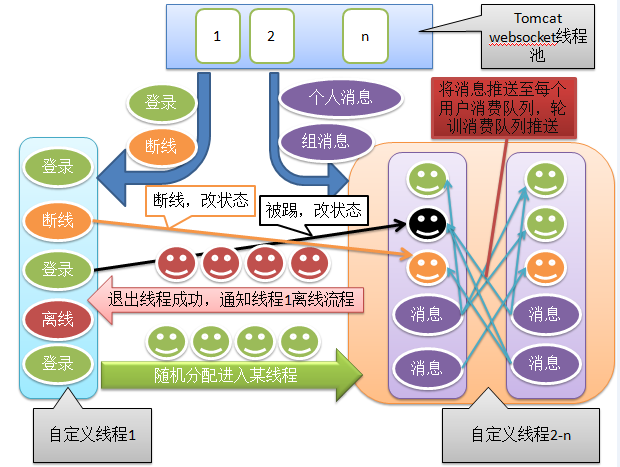 1
2
n
Tomcat
websocket线程
池
登录
断线
个人消息
组消息
将消息推送至每个
用户消费队列，轮
训消费队列推送
登录
断线
登录
离线
登录
断线，改状态
被踢，改状态
退出线程成功，通知线程1离线流程
随机分配进入某线程
消息
消息
消息
消息
自定义线程1
自定义线程2-n